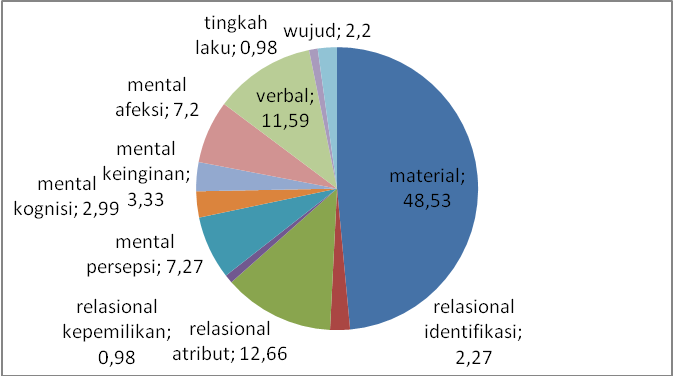 tingkah
laku; 0,98
wujud; 2,2
mental
afeksi; 7,2
verbal;
11,59
mental
keinginan;
3,33
material;
48,53
mental
kognisi; 2,99
mental
persepsi; 7,27
relasional
kepemilikan;
0,98
relasional
atribut; 12,66
relasional
identifikasi;
2,27